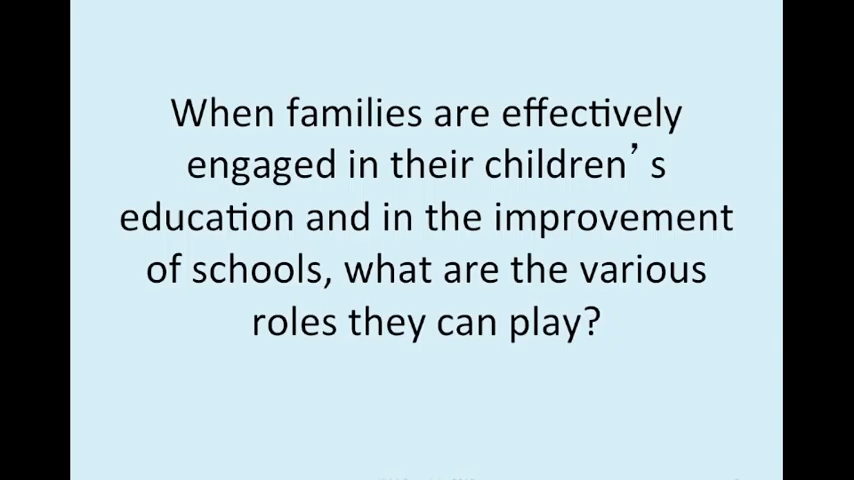 When families are effectively
engaged in their children’s
education and in the improvement
of schools, what are the various
roles they can play?